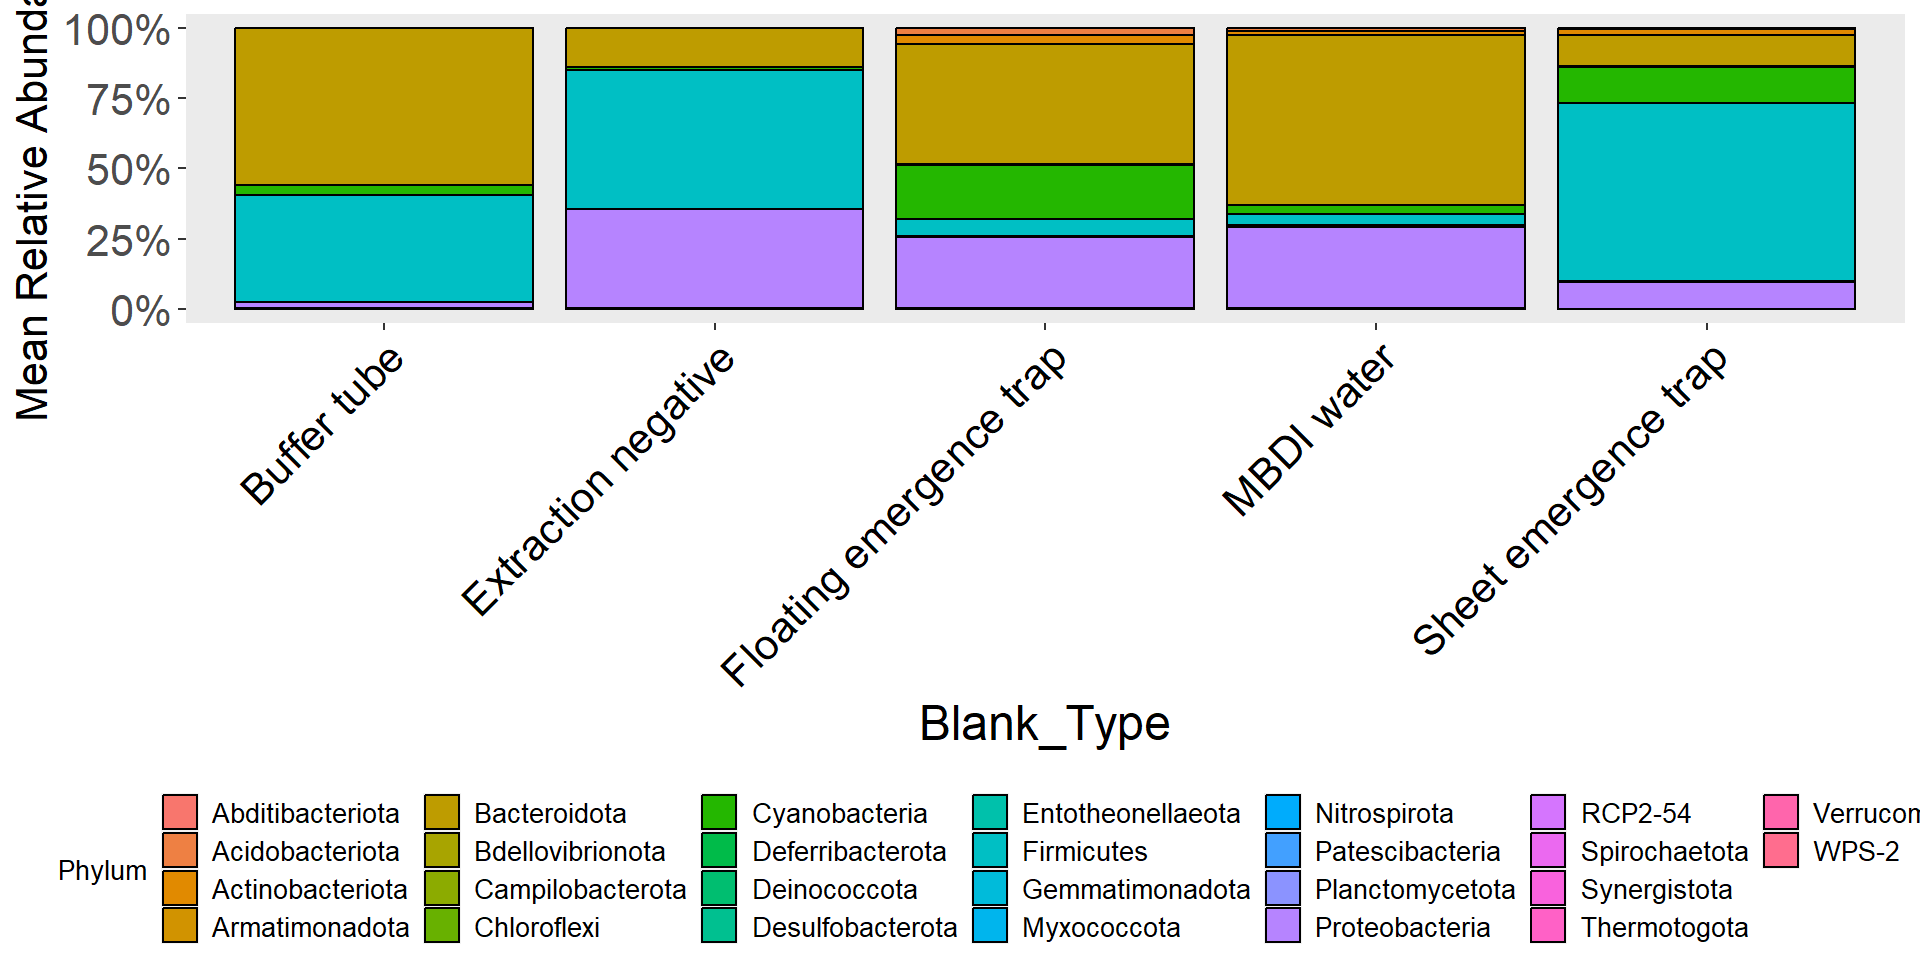 Mean Relative Abunda
100%
75%
50%
25%
0%
Buffer tube
Extraction negative
Floating emergence trap
MBDI water
Sheet emergence trap
Blank_Type
Phylum
Abditibacteriota
Acidobacteriota
Actinobacteriota
Armatimonadota
Bacteroidota
Bdellovibrionota
Campilobacterota
Chloroflexi
Cyanobacteria
Deferribacterota
Deinococcota
Desulfobacterota
Entotheonellaeota
Firmicutes
Gemmatimonadota
Myxococcota
Nitrospirota
Patescibacteria
Planctomycetota
Proteobacteria
RCP2-54
Spirochaetota
Synergistota
Thermotogota
Verrucom
WPS-2